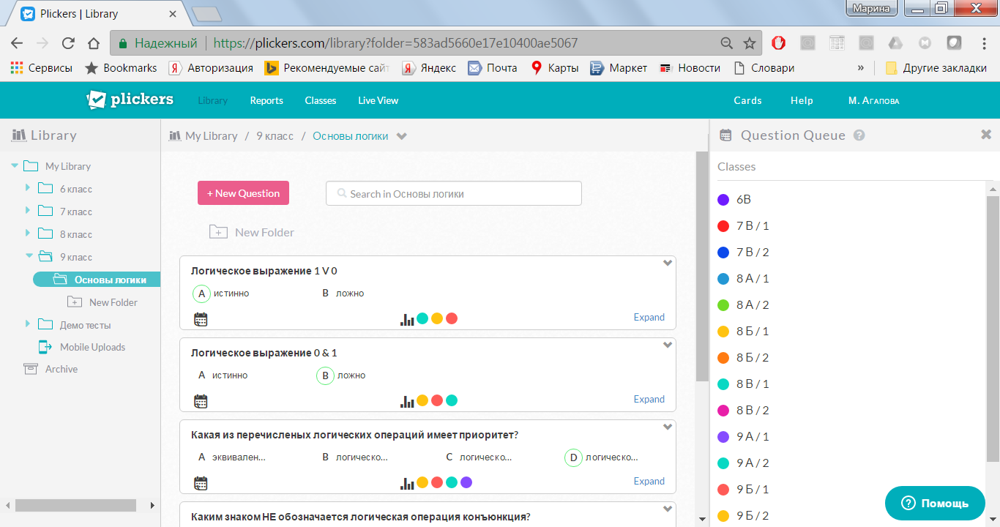 Plickers | Library
Марина
Надежный https://plickers.com/library?folder=583ad5660e17e10400ae5067
Сервисы Bookmarks Авторизация Рекомендуемые сайт Яндекс Почта Карты Маркет Новости Словари » Другие закладки
plickers Library Reports Classes Live View Cards Help М. Агапова
Library
My Library
6 класс
7 класс
8 класс
9 класс
Основы логики
New Folder
Демо тесты
Mobile Uploads
Archive
My Library / 9 класс / Основы логики
+ New Question Search in Основы логики
New Folder
Логическое выражение 1 V 0
A истинно B ложно
Expand
Логическое выражение 0 & 1
A истинно B ложно
Expand
Какая из перечисленых логических операций имеет приоритет?
A эквивален... B логическо... C логическо... D логическо...
Expand
Каким знаком НЕ обозначается логическая операция конъюнкция?
Question Queue ?
Classes
6В
7 В / 1
7 В / 2
8 А / 1
8 А / 2
8 Б / 1
8 Б / 2
8 В / 1
8 В / 2
9 А / 1
9 А / 2
9 Б / 1
9 Б / 2
? Помощь